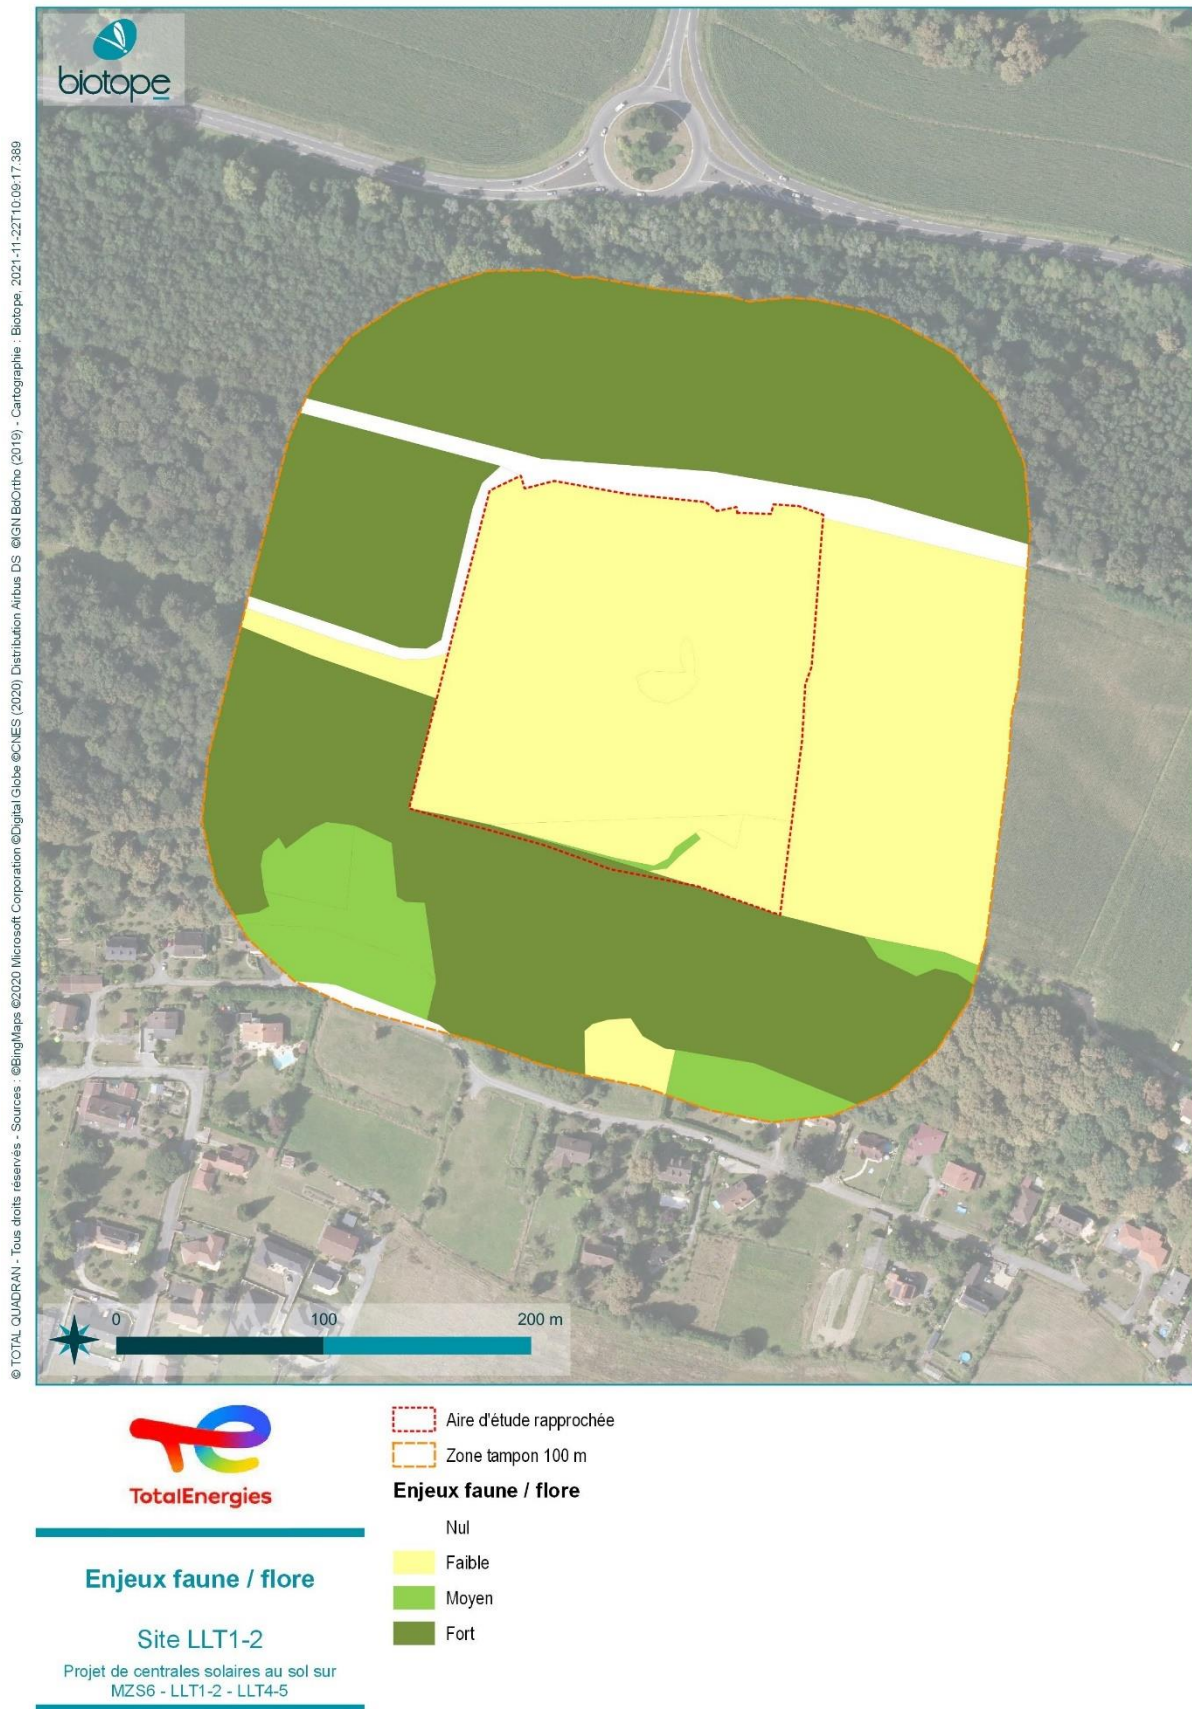 biotope
© TOTAL QUADRAN - Tous droits réservés - Sources : ©BingMaps ©2020 Microsoft Corporation ©Digital Globe ©CNES (2020) Distribution Airbus DS ©IGN BdOrtho (2019) - Cartographie : Biotope, 2021-11-22T10:09:17.389
0 100 200 m
TotalEnergies
Enjeux faune / flore
Site LLT1-2
Projet de centrales solaires au sol sur
MZS6 - LLT1-2 - LLT4-5
Aire d'étude rapprochée
Zone tampon 100 m
Enjeux faune / flore
Nul
Faible
Moyen
Fort